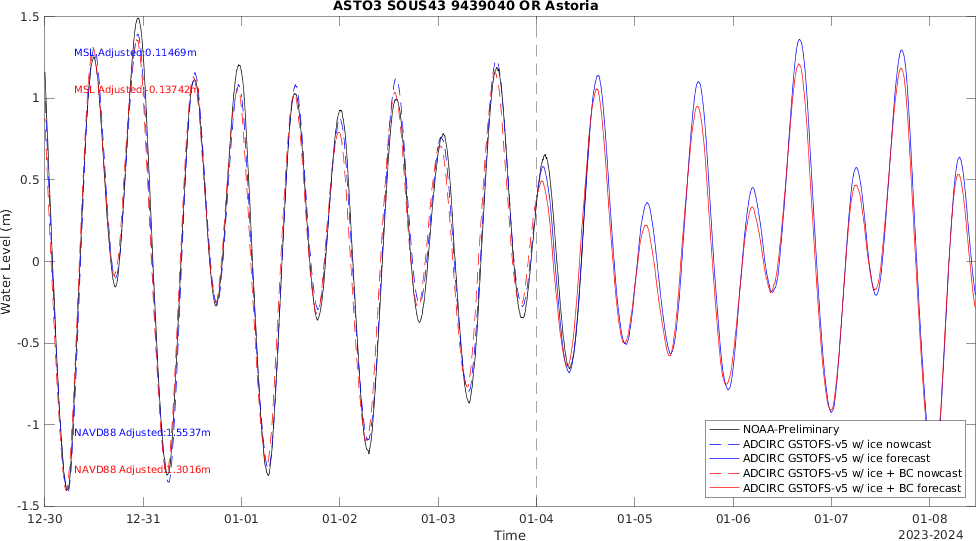 ASTO3 SOUS43 9439040 OR Astoria
MSL Adjusted:0.11469m
MSL Adjusted:-0.13742m
NAVD88 Adjusted:1.5537m
NAVD88 Adjusted:1.3016m
Water Level (m)
1.5
1
0.5
0
-0.5
-1
-1.5
NOAA-Preliminary
ADCIRC GSTOFS-v5 w/ ice nowcast
ADCIRC GSTOFS-v5 w/ ice forecast
ADCIRC GSTOFS-v5 w/ ice + BC nowcast
ADCIRC GSTOFS-v5 w/ ice + BC forecast
12-30 12-31 01-01 01-02 01-03 01-04 01-05 01-06 01-07 01-08
Time
2023-2024